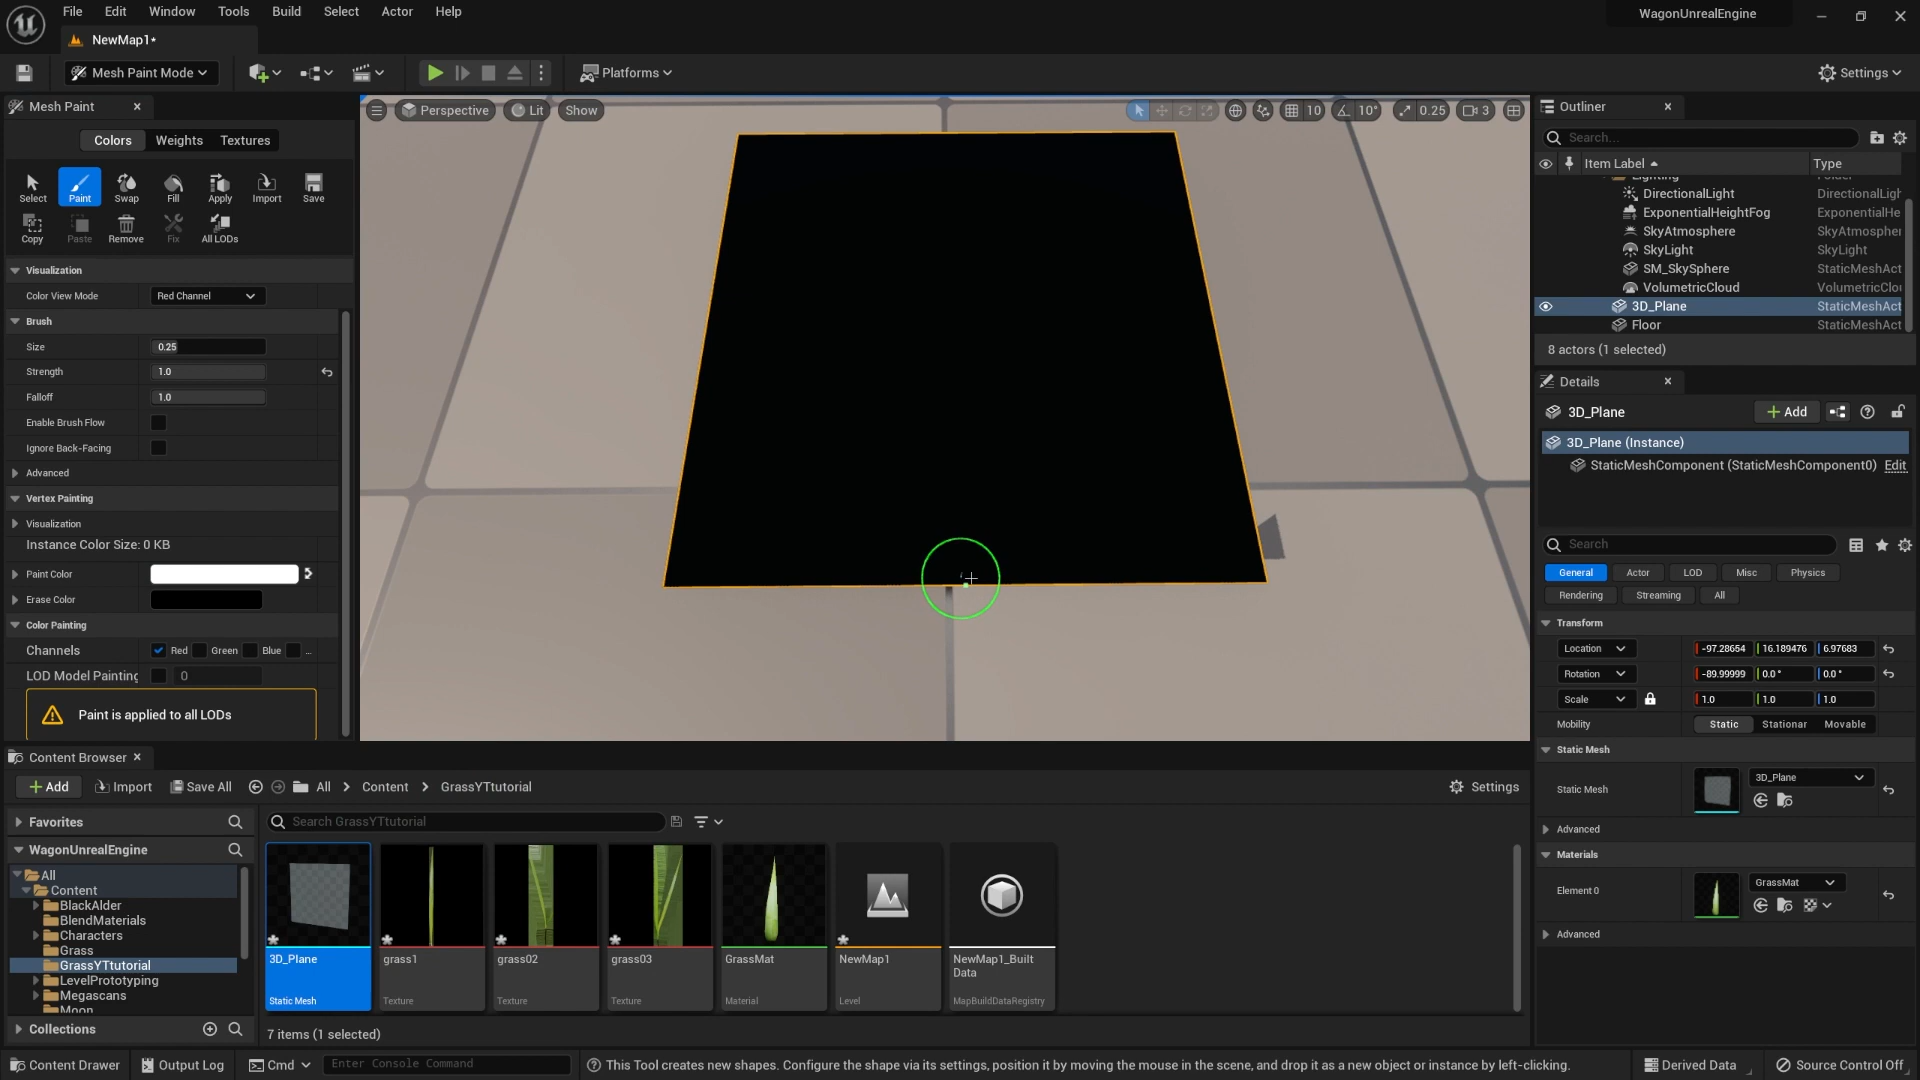 File Edit Window Tools Build Select Actor Help
WagonUnrealEngine
NewMap1*
Mesh Paint Mode
Platforms
Settings
Mesh Paint
Colors Weights Textures
Select Paint Swap Fill Apply Import Save
Copy Paste Remove Fix All LODs
Visualization
Color View Mode Red Channel
Brush
Size 0.25
Strength 1.0
Falloff 1.0
Enable Brush Flow
Ignore Back-Facing
Advanced
Vertex Painting
Visualization
Instance Color Size: 0 KB
Paint Color
Erase Color
Color Painting
Channels Red Green Blue ...
LOD Model Painting 0
Paint is applied to all LODs
Perspective Lit Show
10 10° 0.25 3
Outliner
Search...
Item Label Type
Lighting Folder
DirectionalLight DirectionalLigh
ExponentialHeightFog ExponentialHe
SkyAtmosphere SkyAtmospher
SkyLight SkyLight
SM_SkySphere StaticMeshAct
VolumetricCloud VolumetricClou
3D_Plane StaticMeshAct
Floor StaticMeshAct
8 actors (1 selected)
Details
3D_Plane Add
3D_Plane (Instance)
StaticMeshComponent (StaticMeshComponent0) Edit
Search
General Actor LOD Misc Physics
Rendering Streaming All
Transform
Location -97.28654 16.189476 6.97683
Rotation -89.99999 0.0° 0.0°
Scale 1.0 1.0 1.0
Mobility Static Stationar Movable
Static Mesh
Static Mesh 3D_Plane
Advanced
Materials
Element 0 GrassMat
Advanced
Content Browser
Add Import Save All All Content GrassYTtutorial Settings
Favorites
Search GrassYTtutorial
WagonUnrealEngine
All
Content
BlackAlder
BlendMaterials
Characters
Grass
GrassYTtutorial
LevelPrototyping
Megascans
Moon
Collections
3D_Plane
Static Mesh
grass1
Texture
grass02
Texture
grass03
Texture
GrassMat
Material
NewMap1
Level
NewMap1_Built
Data
MapBuildDataRegistry
7 items (1 selected)
Content Drawer Output Log Cmd Enter Console Command This Tool creates new shapes. Configure the shape via its settings, position it by moving the mouse in the scene, and drop it as a new object or instance by left-clicking. Derived Data Source Control Off